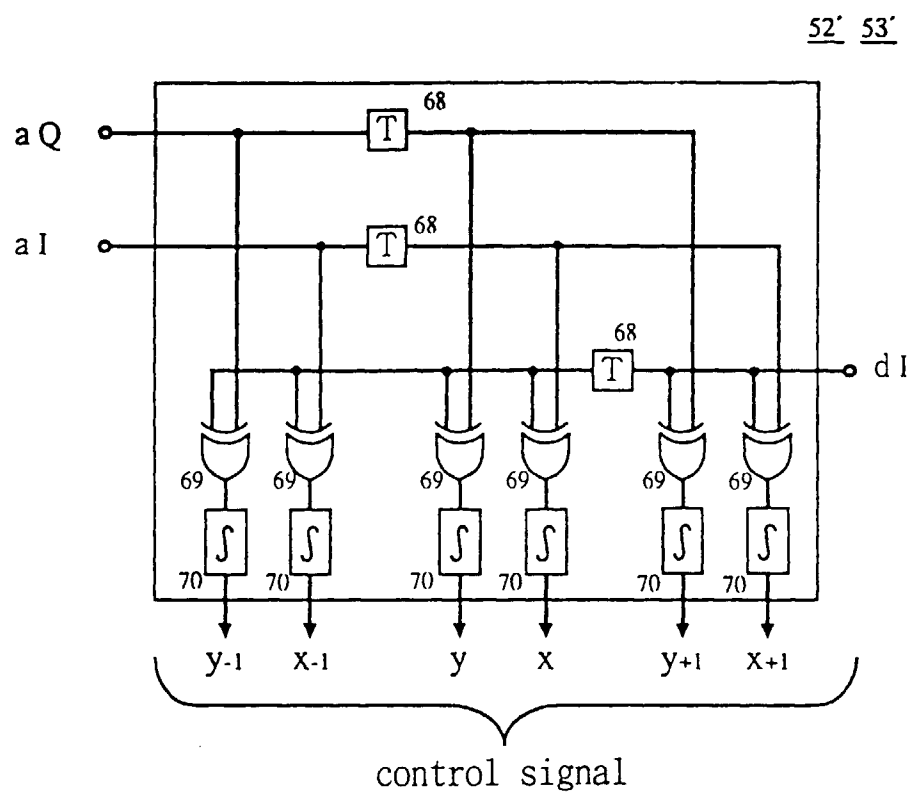 52´ 53´
68
a Q
T
68
a I
T
68
T
69 69 69 69 69 69
∫ ∫ ∫ ∫ ∫ ∫
70 70 70 70 70 70
y-1 x-1 y x y+1 x+1
control signal